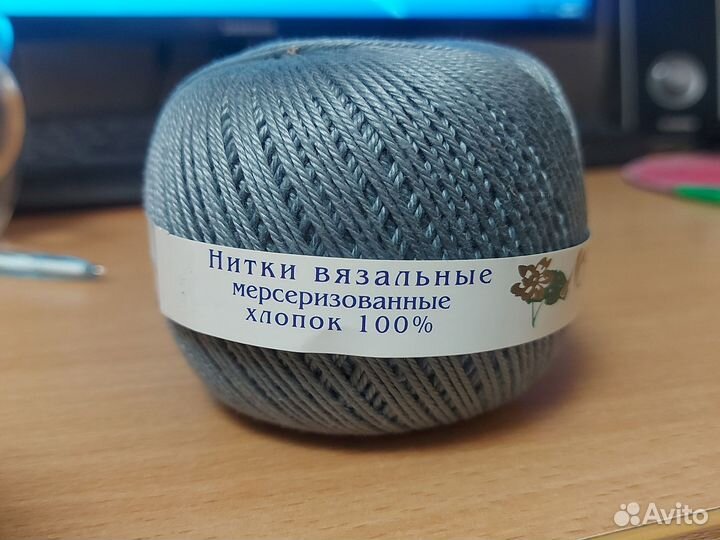 Нитки вязальные
мерсеризованные
хлопок 100%
Avito